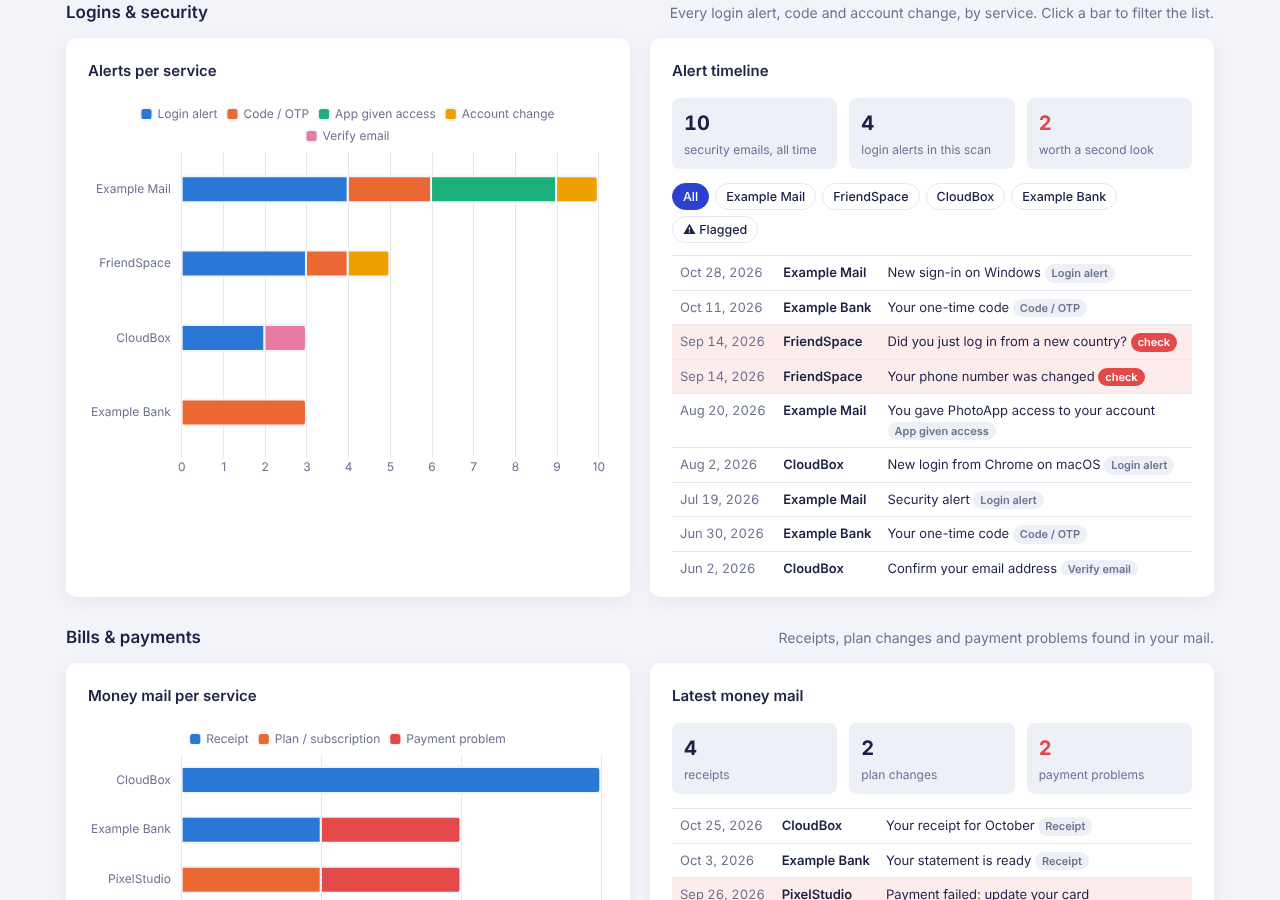 Logins & security
Every login alert, code and account change, by service. Click a bar to filter the list.
Alerts per service
Login alert Code / OTP App given access Account change
Verify email
Example Mail
FriendSpace
CloudBox
Example Bank
0 1 2 3 4 5 6 7 8 9 10
Alert timeline
10 4 2
security emails, all time login alerts in this scan worth a second look
All Example Mail FriendSpace CloudBox Example Bank
⚠ Flagged
Oct 28, 2026 Example Mail New sign-in on Windows Login alert
Oct 11, 2026 Example Bank Your one-time code Code / OTP
Sep 14, 2026 FriendSpace Did you just log in from a new country? check
Sep 14, 2026 FriendSpace Your phone number was changed check
Aug 20, 2026 Example Mail You gave PhotoApp access to your account
App given access
Aug 2, 2026 CloudBox New login from Chrome on macOS Login alert
Jul 19, 2026 Example Mail Security alert Login alert
Jun 30, 2026 Example Bank Your one-time code Code / OTP
Jun 2, 2026 CloudBox Confirm your email address Verify email
Bills & payments
Receipts, plan changes and payment problems found in your mail.
Money mail per service
Receipt Plan / subscription Payment problem
CloudBox
Example Bank
PixelStudio
Latest money mail
4 2 2
receipts plan changes payment problems
Oct 25, 2026 CloudBox Your receipt for October Receipt
Oct 3, 2026 Example Bank Your statement is ready Receipt
Sep 26, 2026 PixelStudio Payment failed: update your card